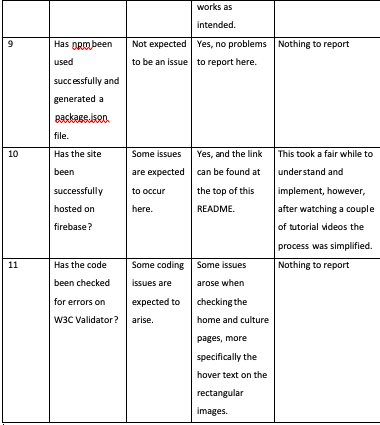 works as
intended.
9
Has npm been
used
successfully and
generated a
package.json
file.
Not expected
to be an issue
Yes, no problems
to report here.
Nothing to report
10
Has the site
been
successfully
hosted on
firebase?
Some issues
are expected
to occur
here.
Yes, and the link
can be found at
the top of this
README.
This took a fair while to
understand and
implement, however,
after watching a couple
of tutorial videos the
process was simplified.
11
Has the code
been checked
for errors on
W3C Validator?
Some coding
issues are
expected to
arise.
Some issues
arose when
checking the
home and culture
pages, more
specifically the
hover text on the
rectangular
images.
Nothing to report